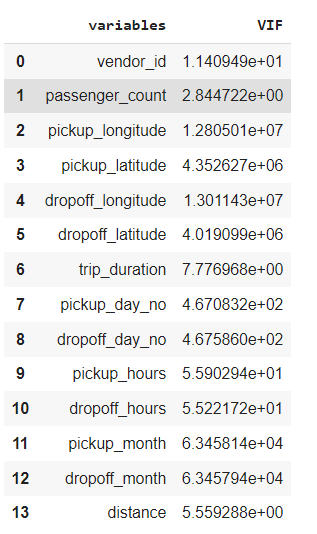 variables VIF
0 vendor_id 1.140949e+01
1 passenger_count 2.844722e+00
2 pickup_longitude 1.280501e+07
3 pickup_latitude 4.352627e+06
4 dropoff_longitude 1.301143e+07
5 dropoff_latitude 4.019099e+06
6 trip_duration 7.776968e+00
7 pickup_day_no 4.670832e+02
8 dropoff_day_no 4.675860e+02
9 pickup_hours 5.590294e+01
10 dropoff_hours 5.522172e+01
11 pickup_month 6.345814e+04
12 dropoff_month 6.345794e+04
13 distance 5.559288e+00